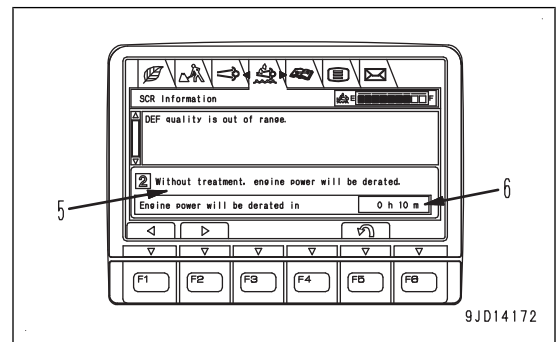 SCR Information
E F
DEF quality is out of range.
2 Without treatment, engine power will be derated.
5
6
Engine power will be derated in 0 h 10 m
F1 F2 F3 F4 F5 F6
9JD14172